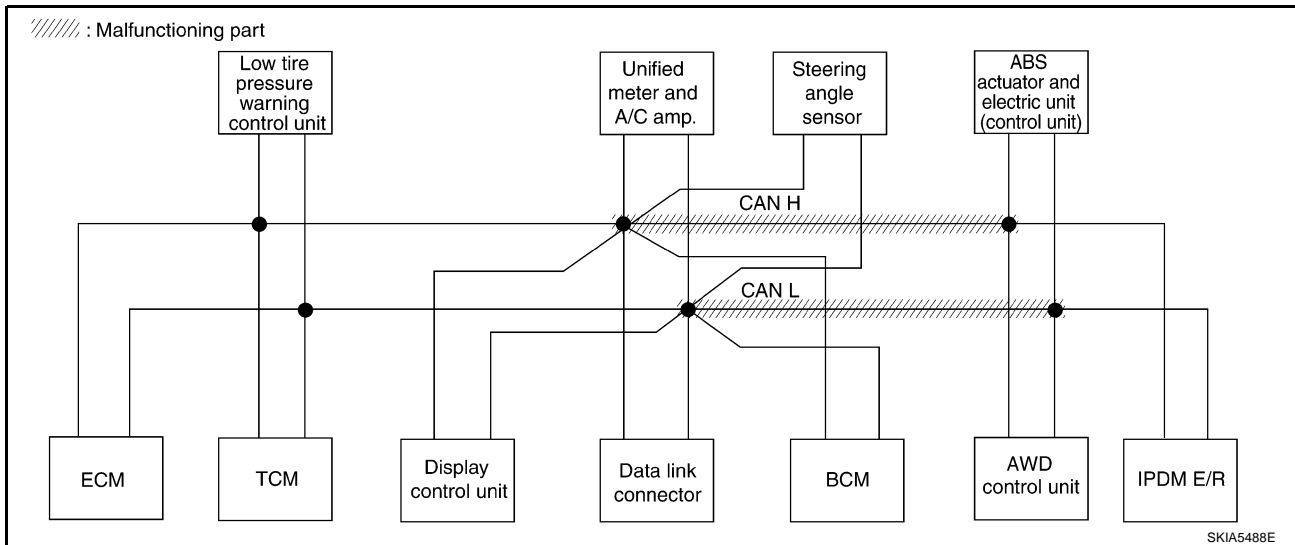 : Malfunctioning part
Low tire
pressure
warning
control unit
Unified
meter and
A/C amp.
Steering
angle
sensor
ABS
actuator and
electric unit
(control unit)
CAN H
CAN L
ECM
TCM
Display
control unit
Data link
connector
BCM
AWD
control unit
IPDM E/R
SKIA5488E